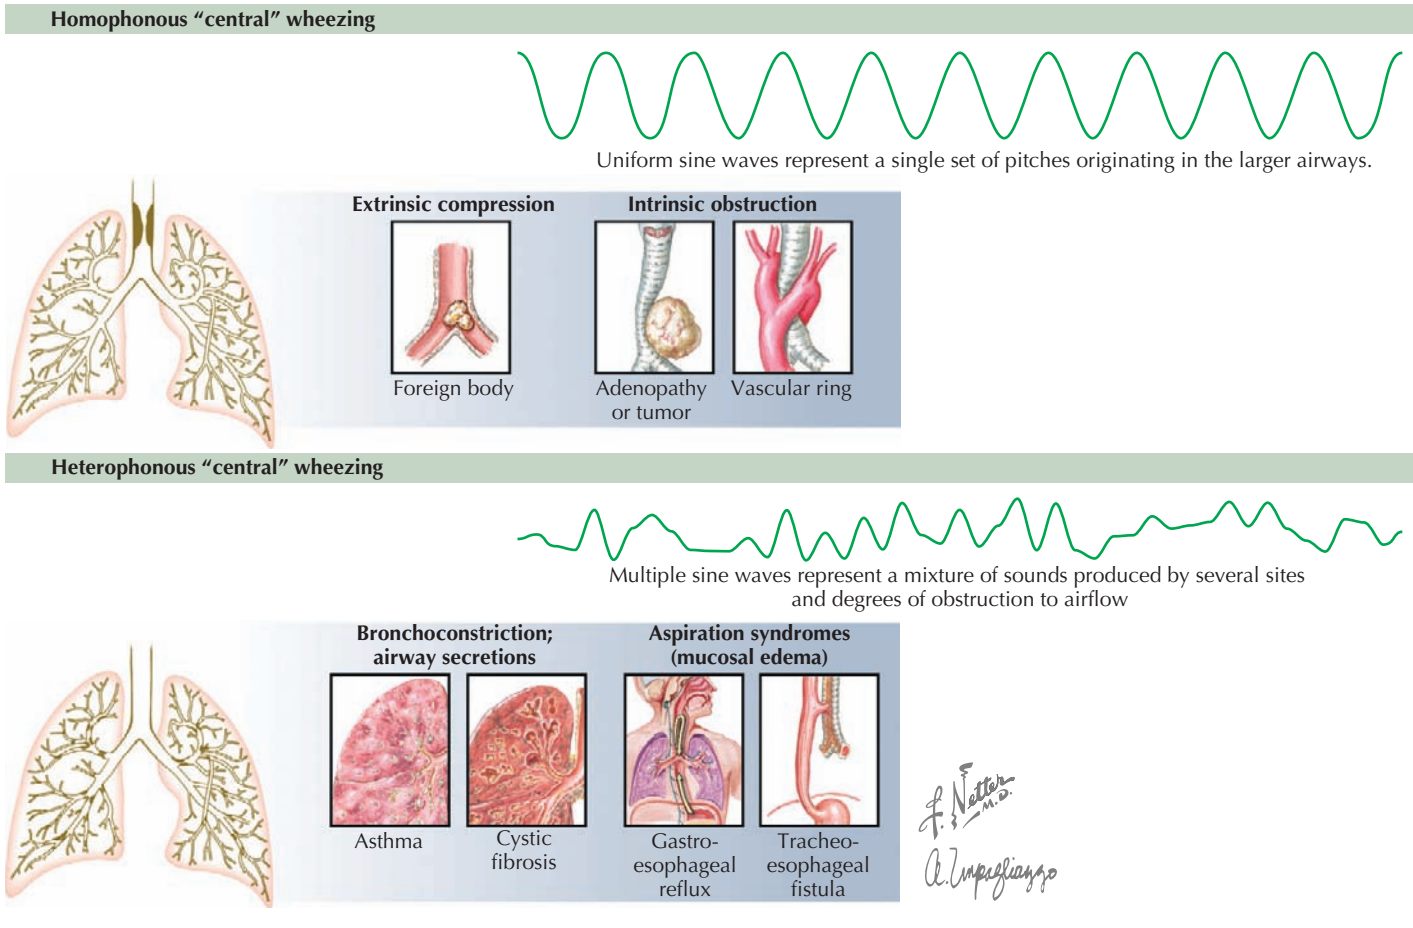 Homophonous “central” wheezing
Uniform sine waves represent a single set of pitches originating in the larger airways.
Extrinsic compression
Intrinsic obstruction
Foreign body
Adenopathy
or tumor
Vascular ring
Heterophonous “central” wheezing
Multiple sine waves represent a mixture of sounds produced by several sites
and degrees of obstruction to airflow
Bronchoconstriction;
airway secretions
Aspiration syndromes
(mucosal edema)
Asthma
Cystic
fibrosis
Gastro-
esophageal
reflux
Tracheo-
esophageal
fistula
F. Netter
M.D.